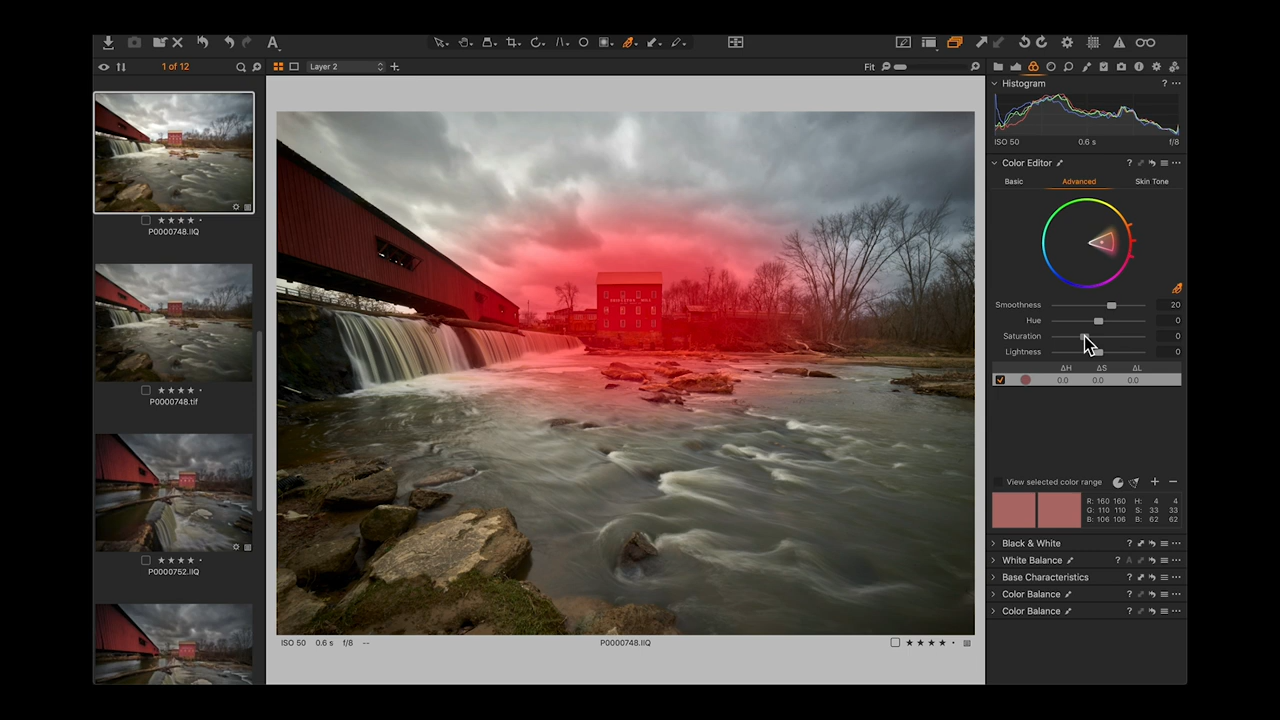 A
1 of 12
Layer 2
Fit
Histogram
ISO 50 0.6 s f/8
Color Editor
Basic Advanced Skin Tone
Smoothness 20
Hue 0
Saturation 0
Lightness 0
ΔH ΔS ΔL
0.0 0.0 0.0
View selected color range
R: 160 160 H: 4 4
G: 110 110 S: 33 33
B: 106 106 B: 62 62
Black & White
White Balance
Base Characteristics
Color Balance
Color Balance
P0000748.IIQ
P0000748.tif
P0000752.IIQ
ISO 50 0.6 s f/8 --
P0000748.IIQ